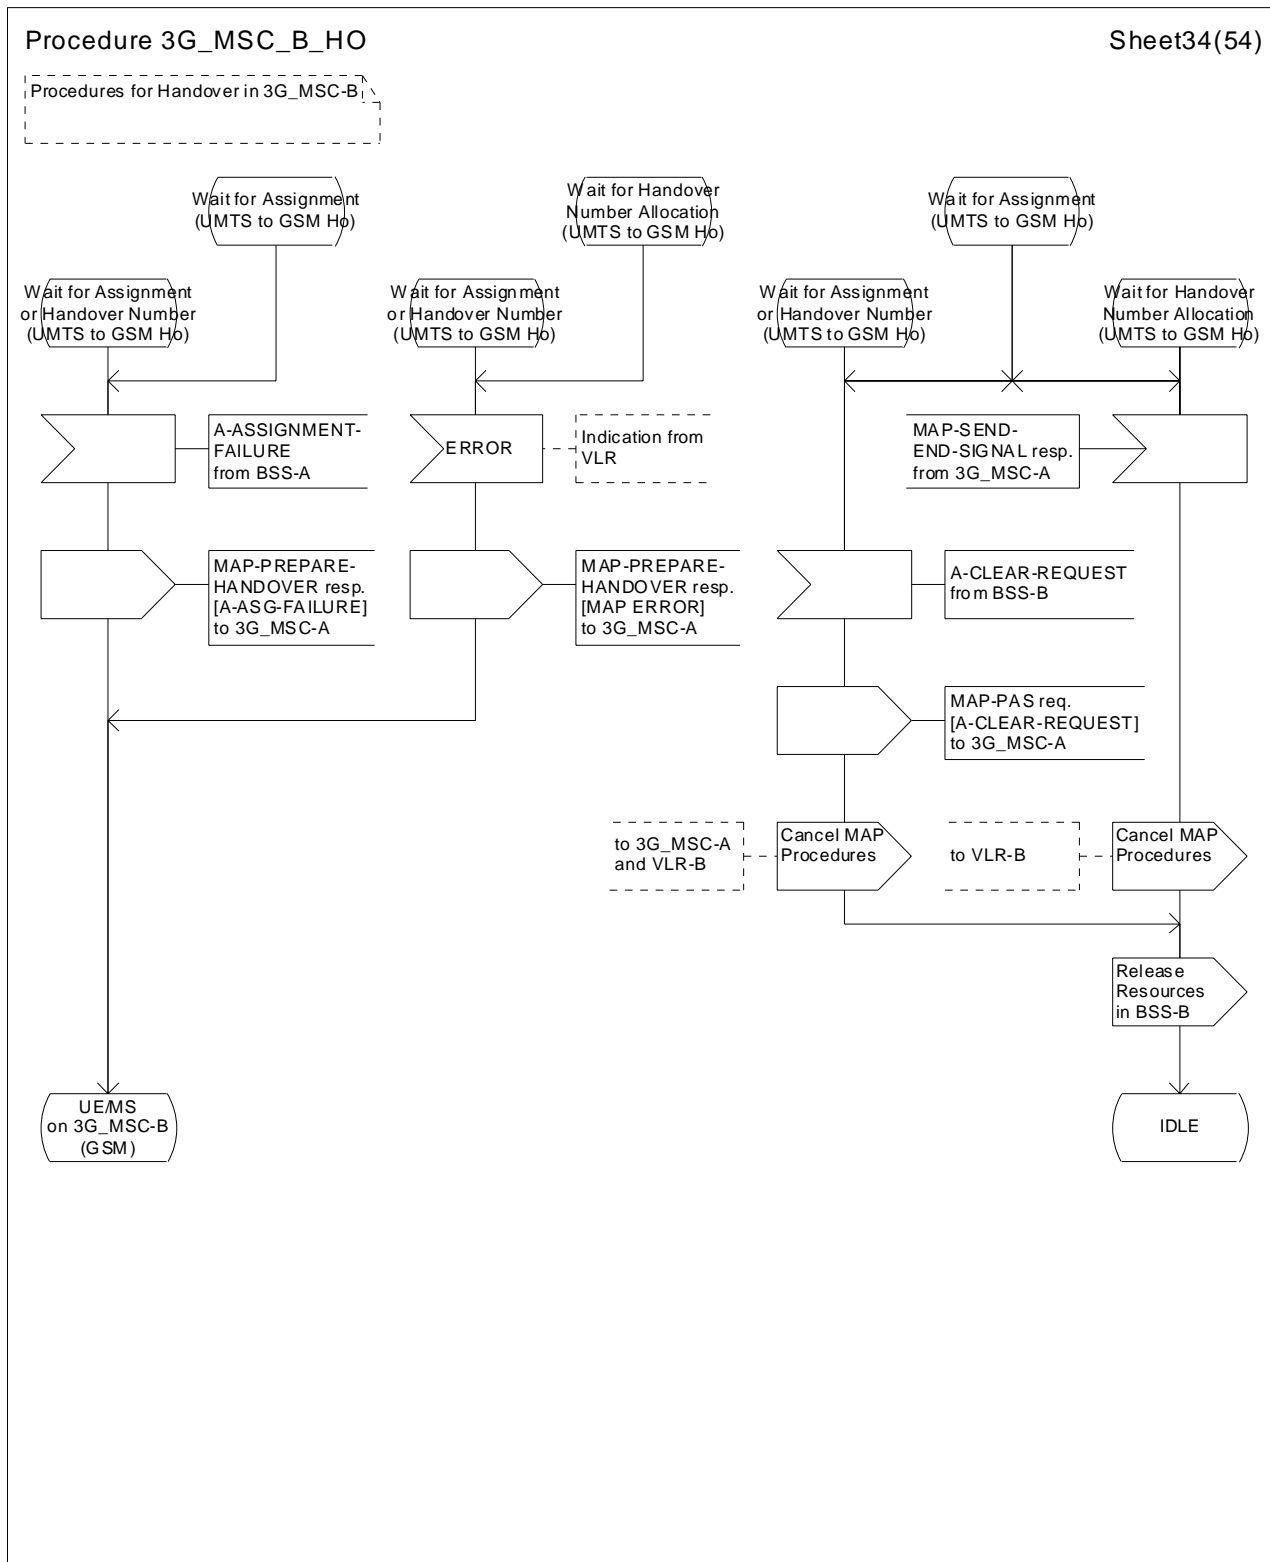 Procedure 3G_MSC_B_HO
Sheet34(54)
Procedures for Handover in 3G_MSC-B
Wait for Assignment
(UMTS to GSM Ho)
Wait for Handover
Number Allocation
(UMTS to GSM Ho)
Wait for Assignment
(UMTS to GSM Ho)
Wait for Assignment
or Handover Number
(UMTS to GSM Ho)
Wait for Assignment
or Handover Number
(UMTS to GSM Ho)
Wait for Assignment
or Handover Number
(UMTS to GSM Ho)
Wait for Handover
Number Allocation
(UMTS to GSM Ho)
A-ASSIGNMENT-
FAILURE
from BSS-A
ERROR
Indication from
VLR
MAP-SEND-
END-SIGNAL resp.
from 3G_MSC-A
MAP-PREPARE-
HANDOVER resp.
[A-ASG-FAILURE]
to 3G_MSC-A
MAP-PREPARE-
HANDOVER resp.
[MAP ERROR]
to 3G_MSC-A
A-CLEAR-REQUEST
from BSS-B
MAP-PAS req.
[A-CLEAR-REQUEST]
to 3G_MSC-A
to 3G_MSC-A
and VLR-B
Cancel MAP
Procedures
to VLR-B
Cancel MAP
Procedures
Release
Resources
in BSS-B
UE/MS
on 3G_MSC-B
(GSM)
IDLE